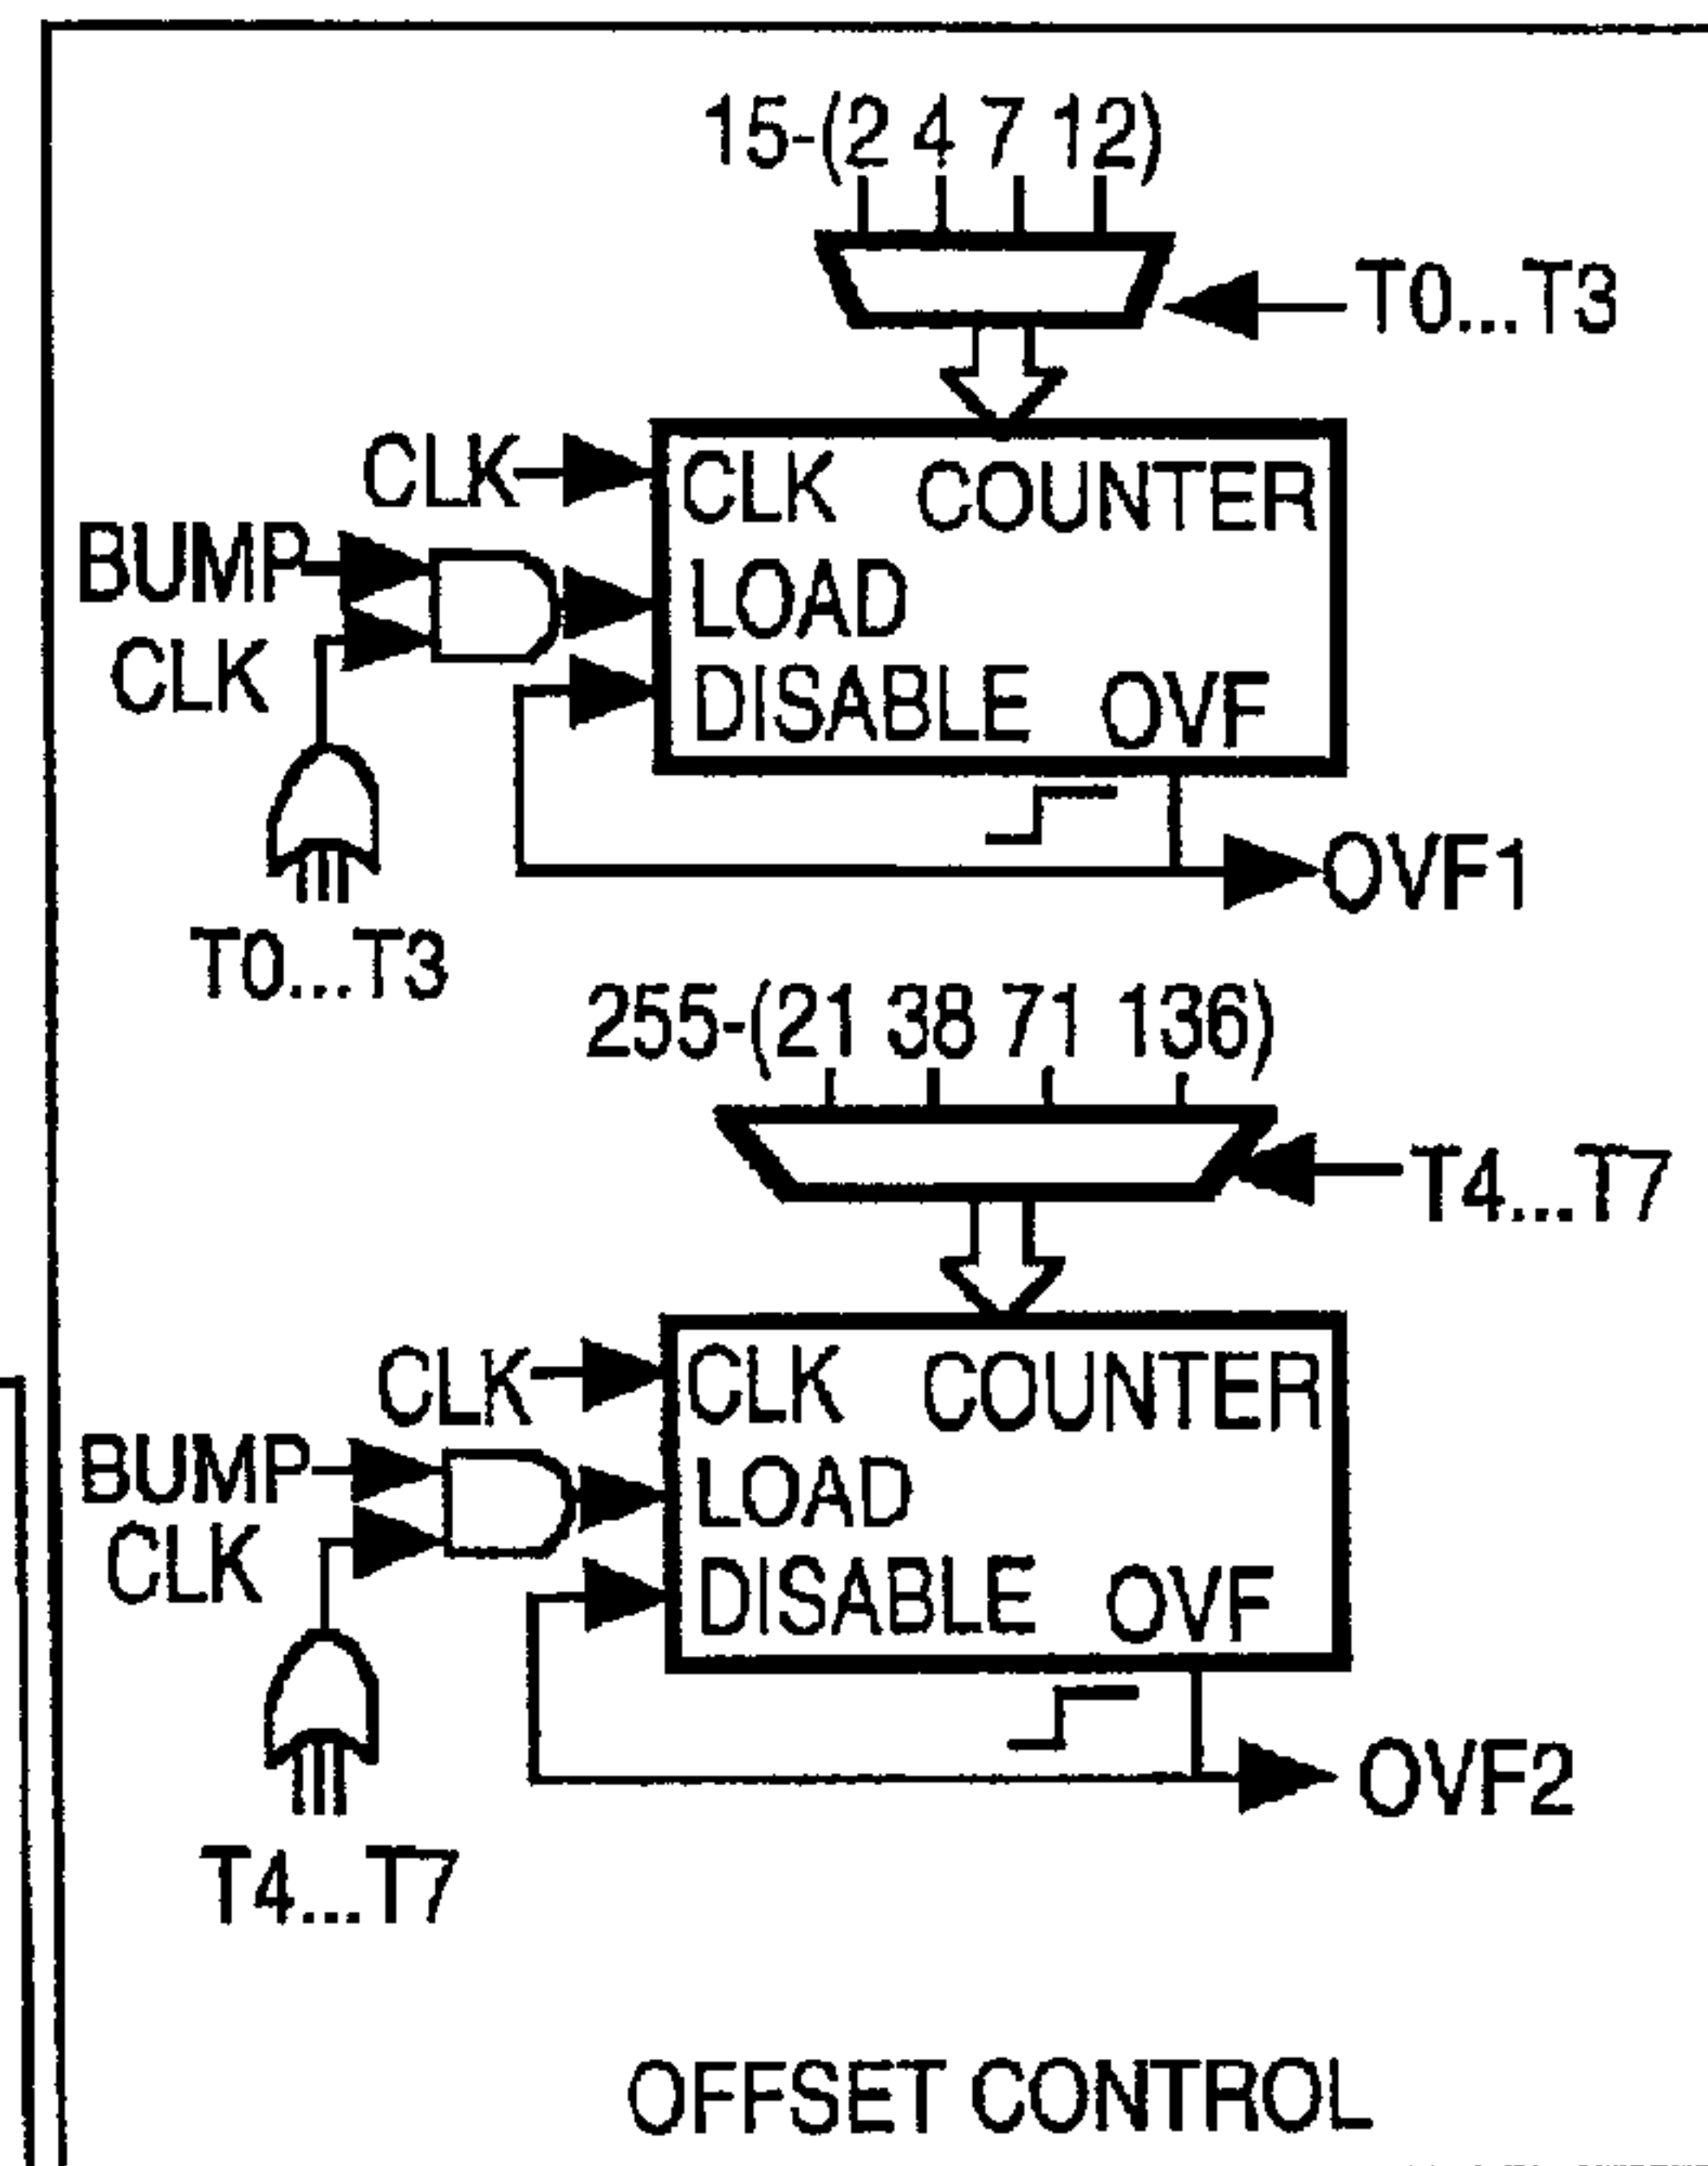 15-(2 4 7 12)
T0...T3
CLK
CLK COUNTER
BUMP
LOAD
CLK
DISABLE OVF
OVF1
T0...T3
255-(21 38 71 136)
T4...T7
CLK
CLK COUNTER
BUMP
LOAD
CLK
DISABLE OVF
OVF2
T4...T7
OFFSET CONTROL